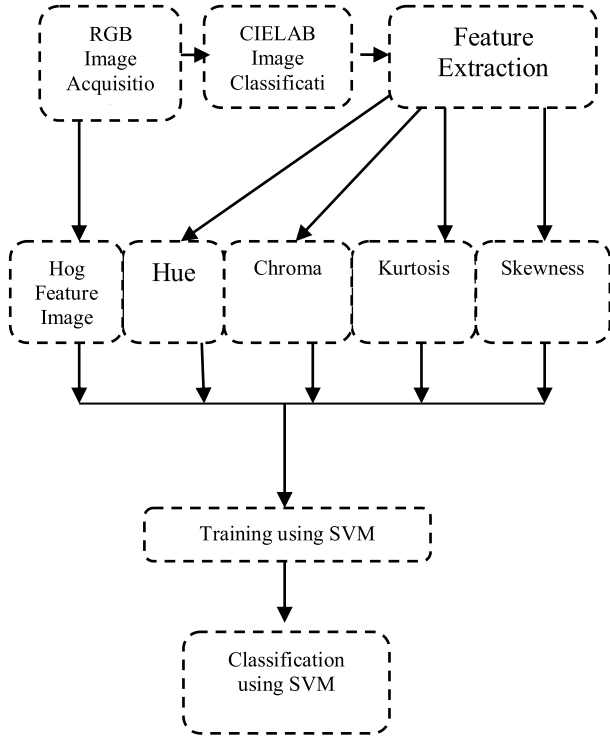 RGB
Image
Acquisitio
CIELAB
Image
Classificati
Feature
Extraction
Hog
Feature
Image
Hue
Chroma
Kurtosis
Skewness
Training using SVM
Classification
using SVM